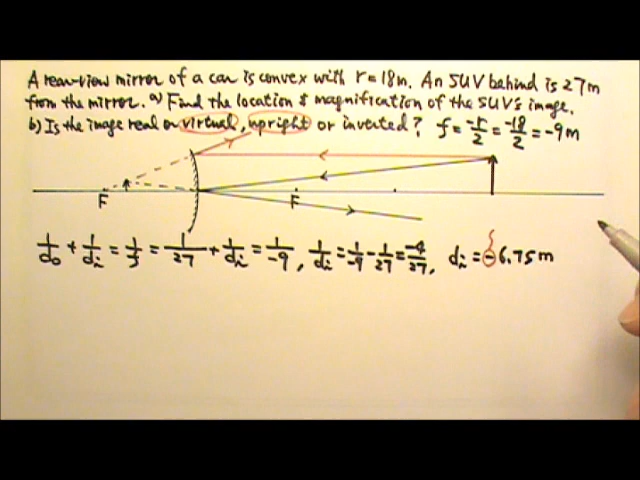 A rear-view mirror of a car is convex with r = 18m. An SUV behind is 27m
from the mirror. a) Find the location & magnification of the SUV's image.
b) Is the image real or virtual, upright or inverted? f = -r/2 = -18/2 = -9m
F F
1/do + 1/di = 1/f = 1/27 + 1/di = 1/-9, 1/di = 1/-9 - 1/27 = -4/27, di = -6.75m